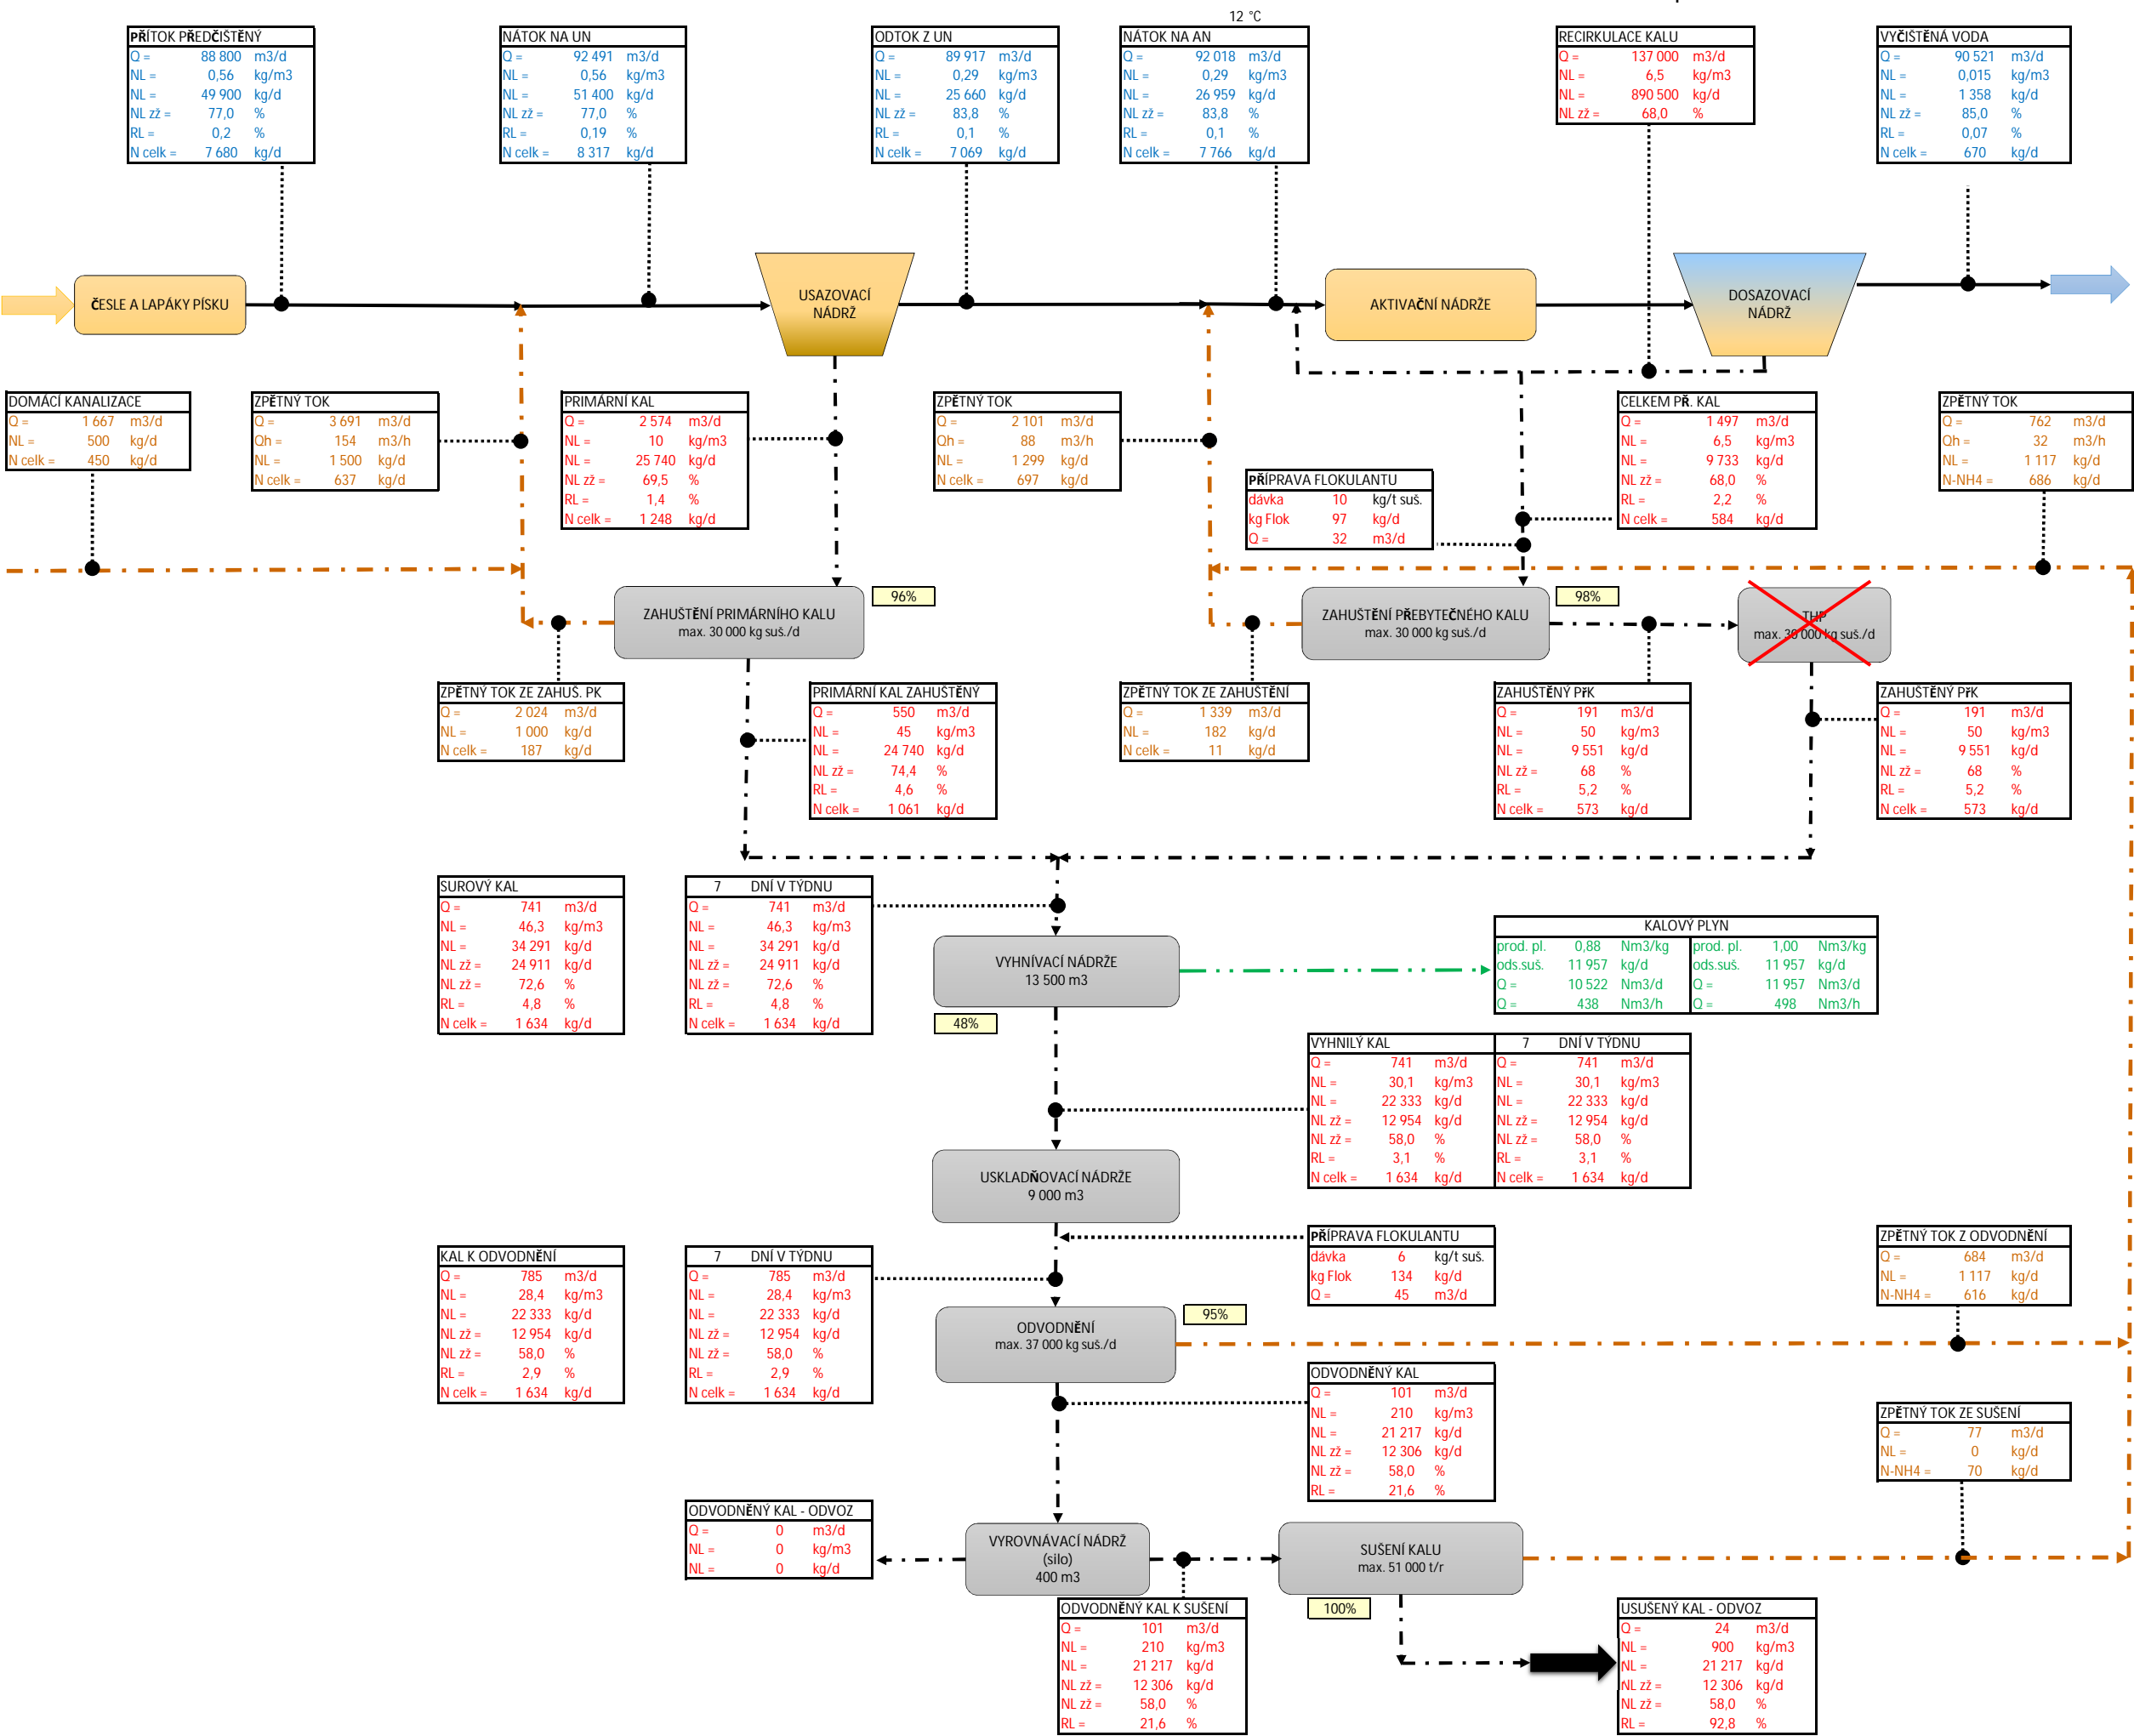 12 °C
PŘÍTOK PŘEDČIŠTĚNÝ
Q = 88 800 m3/d
NL = 0,56 kg/m3
NL = 49 900 kg/d
NL zž = 77,0 %
RL = 0,2 %
N celk = 7 680 kg/d
NÁTOK NA UN
Q = 92 491 m3/d
NL = 0,56 kg/m3
NL = 51 400 kg/d
NL zž = 77,0 %
RL = 0,19 %
N celk = 8 317 kg/d
ODTOK Z UN
Q = 89 917 m3/d
NL = 0,29 kg/m3
NL = 25 660 kg/d
NL zž = 83,8 %
RL = 0,1 %
N celk = 7 069 kg/d
NÁTOK NA AN
Q = 92 018 m3/d
NL = 0,29 kg/m3
NL = 26 959 kg/d
NL zž = 83,8 %
RL = 0,1 %
N celk = 7 766 kg/d
RECIRKULACE KALU
Q = 137 000 m3/d
NL = 6,5 kg/m3
NL = 890 500 kg/d
NL zž = 68,0 %
VYČIŠTĚNÁ VODA
Q = 90 521 m3/d
NL = 0,015 kg/m3
NL = 1 358 kg/d
NL zž = 85,0 %
RL = 0,07 %
N celk = 670 kg/d
ČESLE A LAPÁKY PÍSKU
USAZOVACÍ
NÁDRŽ
AKTIVAČNÍ NÁDRŽE
DOSAZOVACÍ
NÁDRŽ
DOMÁCÍ KANALIZACE
Q = 1 667 m3/d
NL = 500 kg/d
N celk = 450 kg/d
ZPĚTNÝ TOK
Q = 3 691 m3/d
Qh = 154 m3/h
NL = 1 500 kg/d
N celk = 637 kg/d
PRIMÁRNÍ KAL
Q = 2 574 m3/d
NL = 10 kg/m3
NL = 25 740 kg/d
NL zž = 69,5 %
RL = 1,4 %
N celk = 1 248 kg/d
ZPĚTNÝ TOK
Q = 2 101 m3/d
Qh = 88 m3/h
NL = 1 299 kg/d
N celk = 697 kg/d
PŘÍPRAVA FLOKULANTU
dávka 10 kg/t suš.
kg Flok 97 kg/d
Q = 32 m3/d
CELKEM PŘ. KAL
Q = 1 497 m3/d
NL = 6,5 kg/m3
NL = 9 733 kg/d
NL zž = 68,0 %
RL = 2,2 %
N celk = 584 kg/d
ZPĚTNÝ TOK
Q = 762 m3/d
Qh = 32 m3/h
NL = 1 117 kg/d
N-NH4 = 686 kg/d
ZAHUŠTĚNÍ PRIMÁRNÍHO KALU
max. 30 000 kg suš./d
96%
ZAHUŠTĚNÍ PŘEBYTEČNÉHO KALU
max. 30 000 kg suš./d
98%
THP
max. 30 000 kg suš./d
ZPĚTNÝ TOK ZE ZAHUŠ. PK
Q = 2 024 m3/d
NL = 1 000 kg/d
N celk = 187 kg/d
PRIMÁRNÍ KAL ZAHUŠTĚNÝ
Q = 550 m3/d
NL = 45 kg/m3
NL = 24 740 kg/d
NL zž = 74,4 %
RL = 4,6 %
N celk = 1 061 kg/d
ZPĚTNÝ TOK ZE ZAHUŠTĚNÍ
Q = 1 339 m3/d
NL = 182 kg/d
N celk = 11 kg/d
ZAHUŠTĚNÝ PřK
Q = 191 m3/d
NL = 50 kg/m3
NL = 9 551 kg/d
NL zž = 68 %
RL = 5,2 %
N celk = 573 kg/d
ZAHUŠTĚNÝ PřK
Q = 191 m3/d
NL = 50 kg/m3
NL = 9 551 kg/d
NL zž = 68 %
RL = 5,2 %
N celk = 573 kg/d
SUROVÝ KAL
Q = 741 m3/d
NL = 46,3 kg/m3
NL = 34 291 kg/d
NL zž = 24 911 kg/d
NL zž = 72,6 %
RL = 4,8 %
N celk = 1 634 kg/d
7 DNÍ V TÝDNU
Q = 741 m3/d
NL = 46,3 kg/m3
NL = 34 291 kg/d
NL zž = 24 911 kg/d
NL zž = 72,6 %
RL = 4,8 %
N celk = 1 634 kg/d
VYHNÍVACÍ NÁDRŽE
13 500 m3
48%
KALOVÝ PLYN
prod. pl. 0,88 Nm3/kg prod. pl. 1,00 Nm3/kg
ods.suš. 11 957 kg/d ods.suš. 11 957 kg/d
Q = 10 522 Nm3/d Q = 11 957 Nm3/d
Q = 438 Nm3/h Q = 498 Nm3/h
VYHNILÝ KAL 7 DNÍ V TÝDNU
Q = 741 m3/d Q = 741 m3/d
NL = 30,1 kg/m3 NL = 30,1 kg/m3
NL = 22 333 kg/d NL = 22 333 kg/d
NL zž = 12 954 kg/d NL zž = 12 954 kg/d
NL zž = 58,0 % NL zž = 58,0 %
RL = 3,1 % RL = 3,1 %
N celk = 1 634 kg/d N celk = 1 634 kg/d
USKLADŇOVACÍ NÁDRŽE
9 000 m3
KAL K ODVODNĚNÍ
Q = 785 m3/d
NL = 28,4 kg/m3
NL = 22 333 kg/d
NL zž = 12 954 kg/d
NL zž = 58,0 %
RL = 2,9 %
N celk = 1 634 kg/d
7 DNÍ V TÝDNU
Q = 785 m3/d
NL = 28,4 kg/m3
NL = 22 333 kg/d
NL zž = 12 954 kg/d
NL zž = 58,0 %
RL = 2,9 %
N celk = 1 634 kg/d
PŘÍPRAVA FLOKULANTU
dávka 6 kg/t suš.
kg Flok 134 kg/d
Q = 45 m3/d
ZPĚTNÝ TOK Z ODVODNĚNÍ
Q = 684 m3/d
NL = 1 117 kg/d
N-NH4 = 616 kg/d
ODVODNĚNÍ
max. 37 000 kg suš./d
95%
ODVODNĚNÝ KAL
Q = 101 m3/d
NL = 210 kg/m3
NL = 21 217 kg/d
NL zž = 12 306 kg/d
NL zž = 58,0 %
RL = 21,6 %
ZPĚTNÝ TOK ZE SUŠENÍ
Q = 77 m3/d
NL = 0 kg/d
N-NH4 = 70 kg/d
ODVODNĚNÝ KAL - ODVOZ
Q = 0 m3/d
NL = 0 kg/m3
NL = 0 kg/d
VYROVNÁVACÍ NÁDRŽ
(silo)
400 m3
SUŠENÍ KALU
max. 51 000 t/r
100%
ODVODNĚNÝ KAL K SUŠENÍ
Q = 101 m3/d
NL = 210 kg/m3
NL = 21 217 kg/d
NL zž = 12 306 kg/d
NL zž = 58,0 %
RL = 21,6 %
USUŠENÝ KAL - ODVOZ
Q = 24 m3/d
NL = 900 kg/m3
NL = 21 217 kg/d
NL zž = 12 306 kg/d
NL zž = 58,0 %
RL = 92,8 %